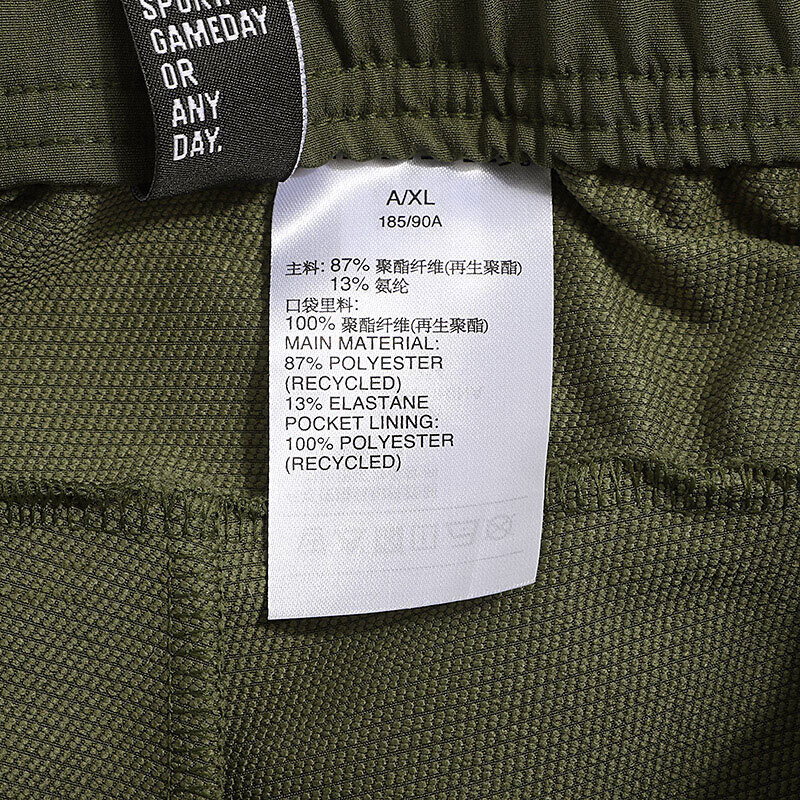 GAMEDAY
OR
ANY
DAY.
A/XL
185/90A
主料: 87% 聚酯纤维(再生聚酯)
13% 氨纶
口袋里料:
100% 聚酯纤维(再生聚酯)
MAIN MATERIAL:
87% POLYESTER
(RECYCLED)
13% ELASTANE
POCKET LINING:
100% POLYESTER
(RECYCLED)